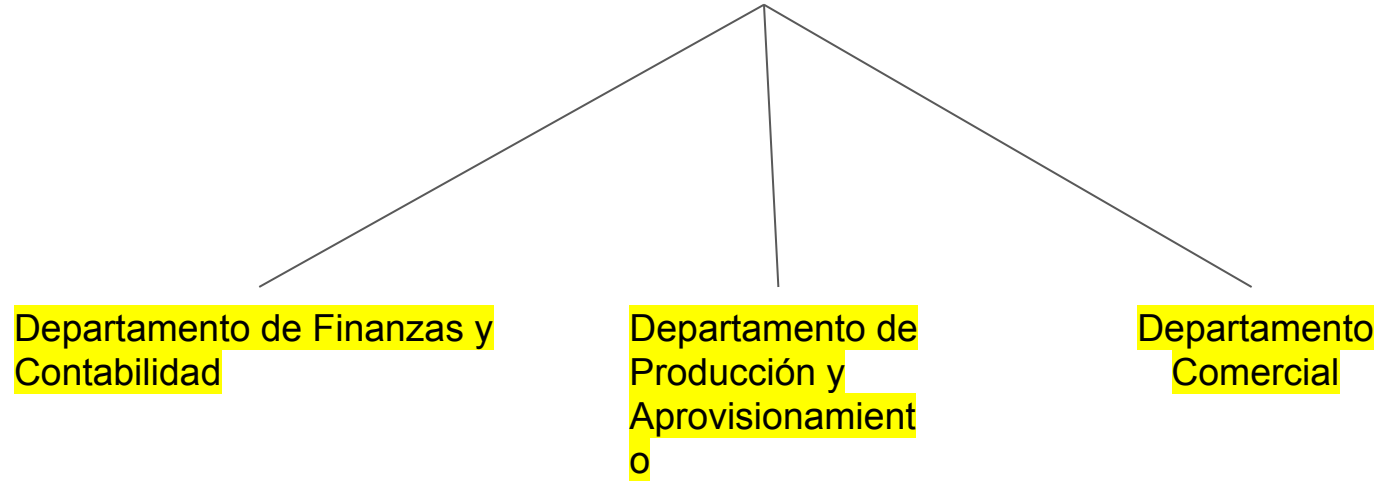 Departamento de Finanzas y
Contabilidad
Departamento de
Producción y
Aprovisionamient
o
Departamento
Comercial